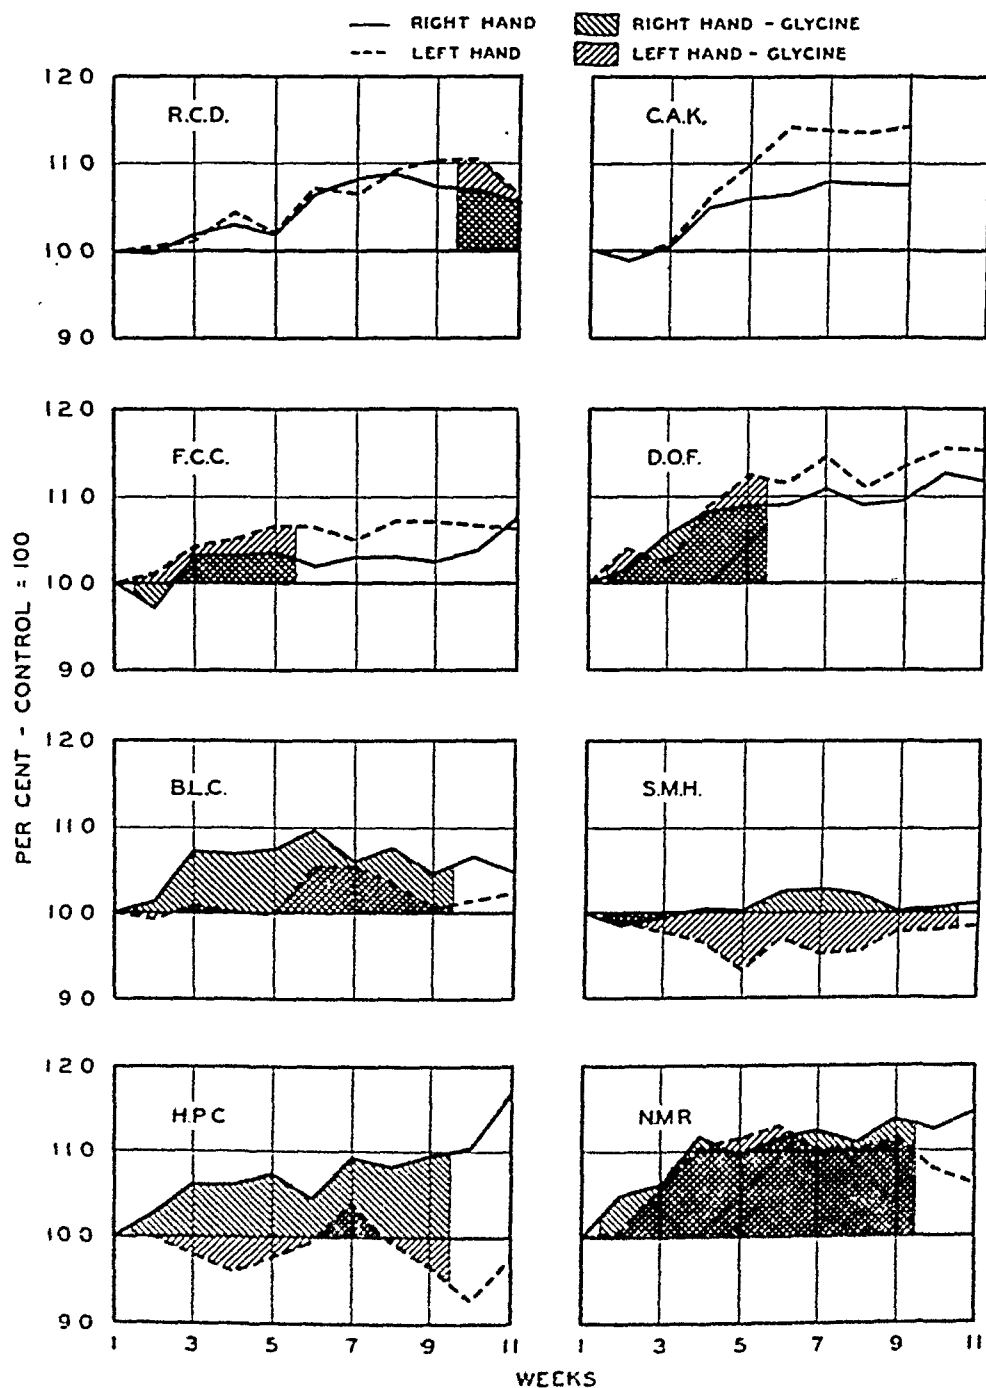 RIGHT HAND
RIGHT HAND - GLYCINE
LEFT HAND
LEFT HAND - GLYCINE
PER CENT - CONTROL = 100
120
110
100
90
R.C.D.
C.A.K.
120
110
100
90
F.C.C.
D.O.F.
120
110
100
90
B.L.C.
S.M.H.
120
110
100
90
H.P.C
N.M.R
1 3 5 7 9 11
1 3 5 7 9 11
WEEKS